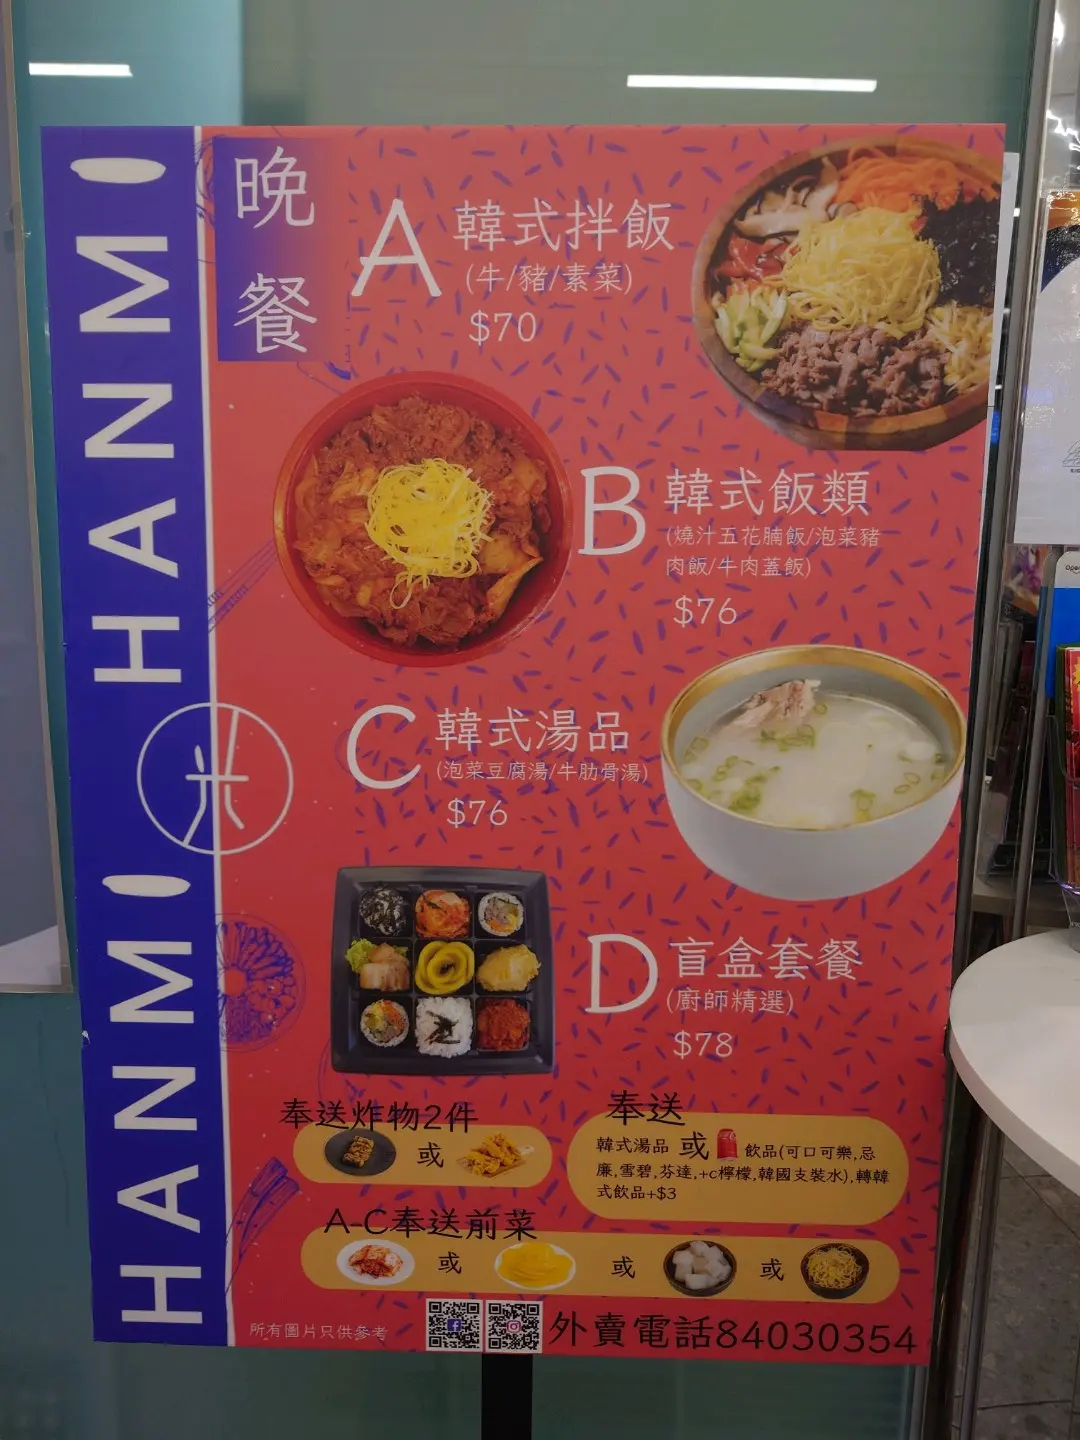 HANMI HANMI
晚
餐
A 韓式拌飯
(牛/豬/素菜)
$70
B 韓式飯類
(燒汁五花腩飯/泡菜豬
肉飯/牛肉蓋飯)
$76
C 韓式湯品
(泡菜豆腐湯/牛肋骨湯)
$76
D 盲盒套餐
(廚師精選)
$78
奉送炸物2件
或
奉送
韓式湯品 或 飲品(可口可樂,忌
廉,雪碧,芬達,+c檸檬,韓國支裝水),轉韓
式飲品+$3
A-C奉送前菜
或 或 或
所有圖片只供參考
外賣電話84030354